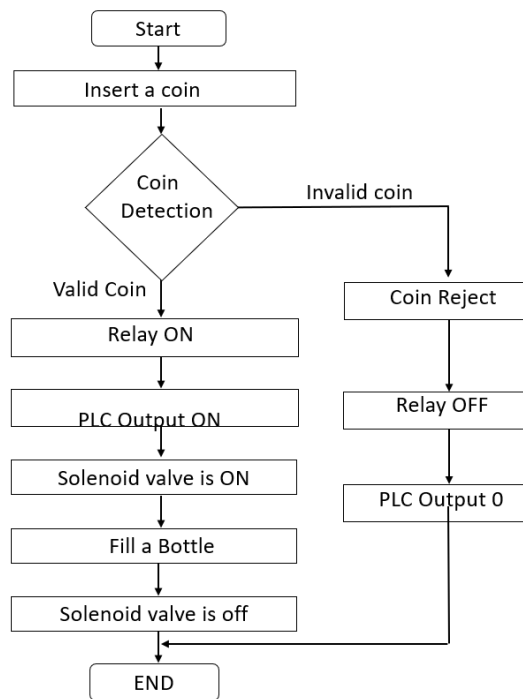 Start
Insert a coin
Coin
Detection
Invalid coin
Valid Coin
Coin Reject
Relay ON
Relay OFF
PLC Output ON
Solenoid valve is ON
PLC Output 0
Fill a Bottle
Solenoid valve is off
END